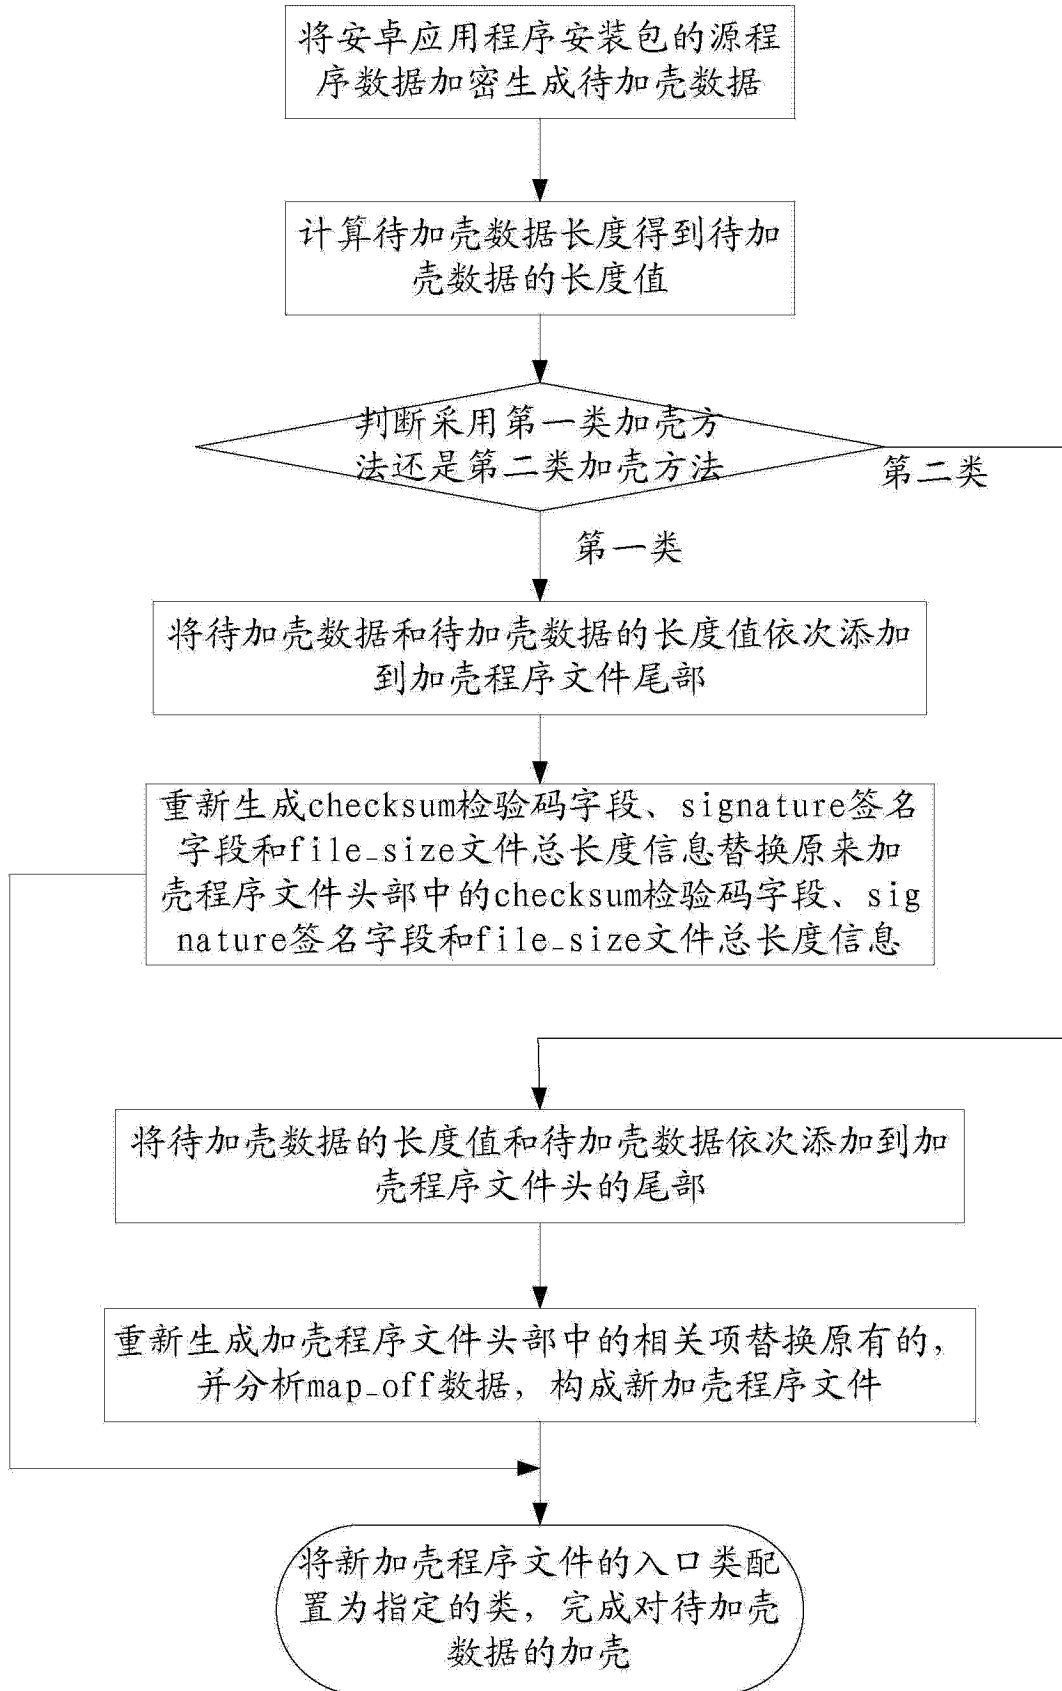 将安卓应用程序安装包的源程
序数据加密生成待加壳数据
计算待加壳数据长度得到待加
壳数据的长度值
判断采用第一类加壳方
法还是第二类加壳方法
第二类
第一类
将待加壳数据和待加壳数据的长度值依次添加
到加壳程序文件尾部
重新生成checksum检验码字段、signature签名
字段和file_size文件总长度信息替换原来加
壳程序文件头部中的checksum检验码字段、sig
nature签名字段和file_size文件总长度信息
将待加壳数据的长度值和待加壳数据依次添加到加
壳程序文件头的尾部
重新生成加壳程序文件头部中的相关项替换原有的，
并分析map_off数据，构成新加壳程序文件
将新加壳程序文件的入口类配
置为指定的类，完成对待加壳
数据的加壳